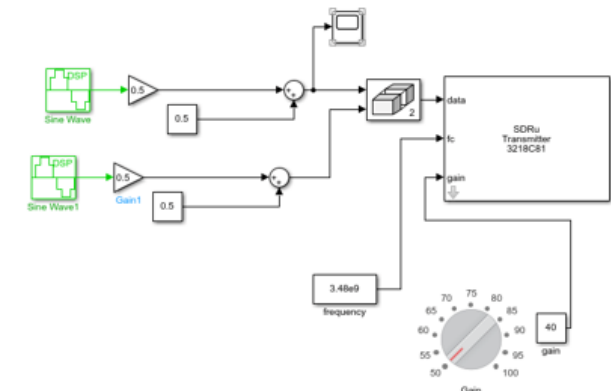 DSP
Sine Wave
0.5
0.5
2
data
fc
gain
SDRu
Transmitter
3218C81
DSP
Sine Wave1
0.5
Gain1
0.5
3.48e9
frequency
40
gain
50
55
60
65
70
75
80
85
90
95
100
Gain